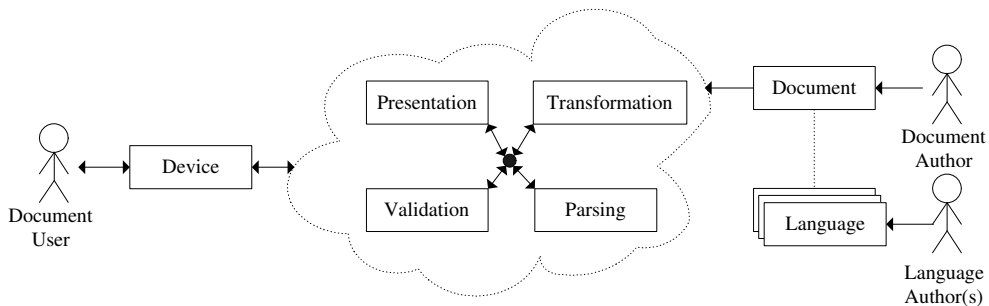 Presentation
Transformation
Document
Document
Author
Device
Document
User
Validation
Parsing
Language
Language
Author(s)